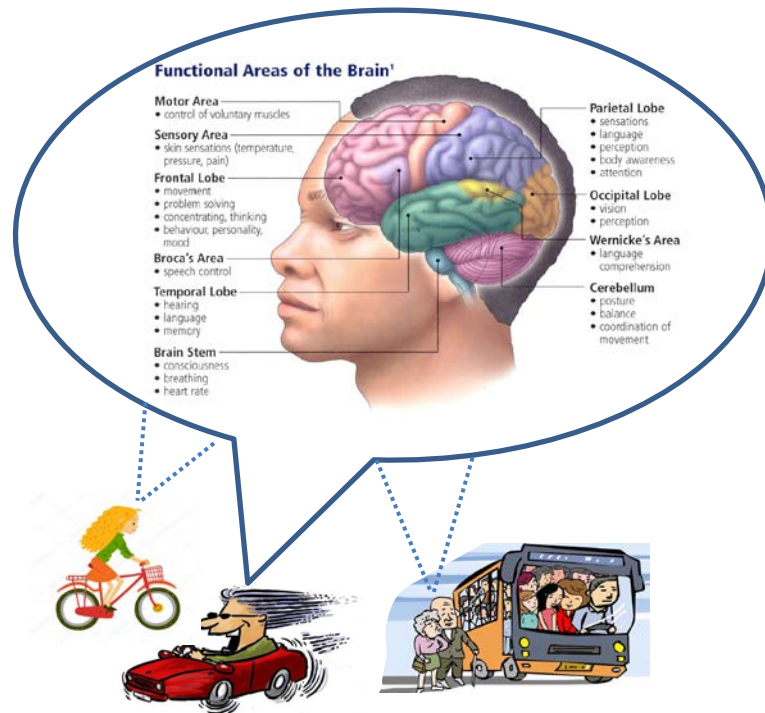 Functional Areas of the Brain¹
Motor Area
• control of voluntary muscles
Sensory Area
• skin sensations (temperature,
pressure, pain)
Frontal Lobe
• movement
• problem solving
• concentrating, thinking
• behaviour, personality,
mood
Broca's Area
• speech control
Temporal Lobe
• hearing
• language
• memory
Brain Stem
• consciousness
• breathing
• heart rate
Parietal Lobe
• sensations
• language
• perception
• body awareness
• attention
Occipital Lobe
• vision
• perception
Wernicke's Area
• language
comprehension
Cerebellum
• posture
• balance
• coordination of
movement